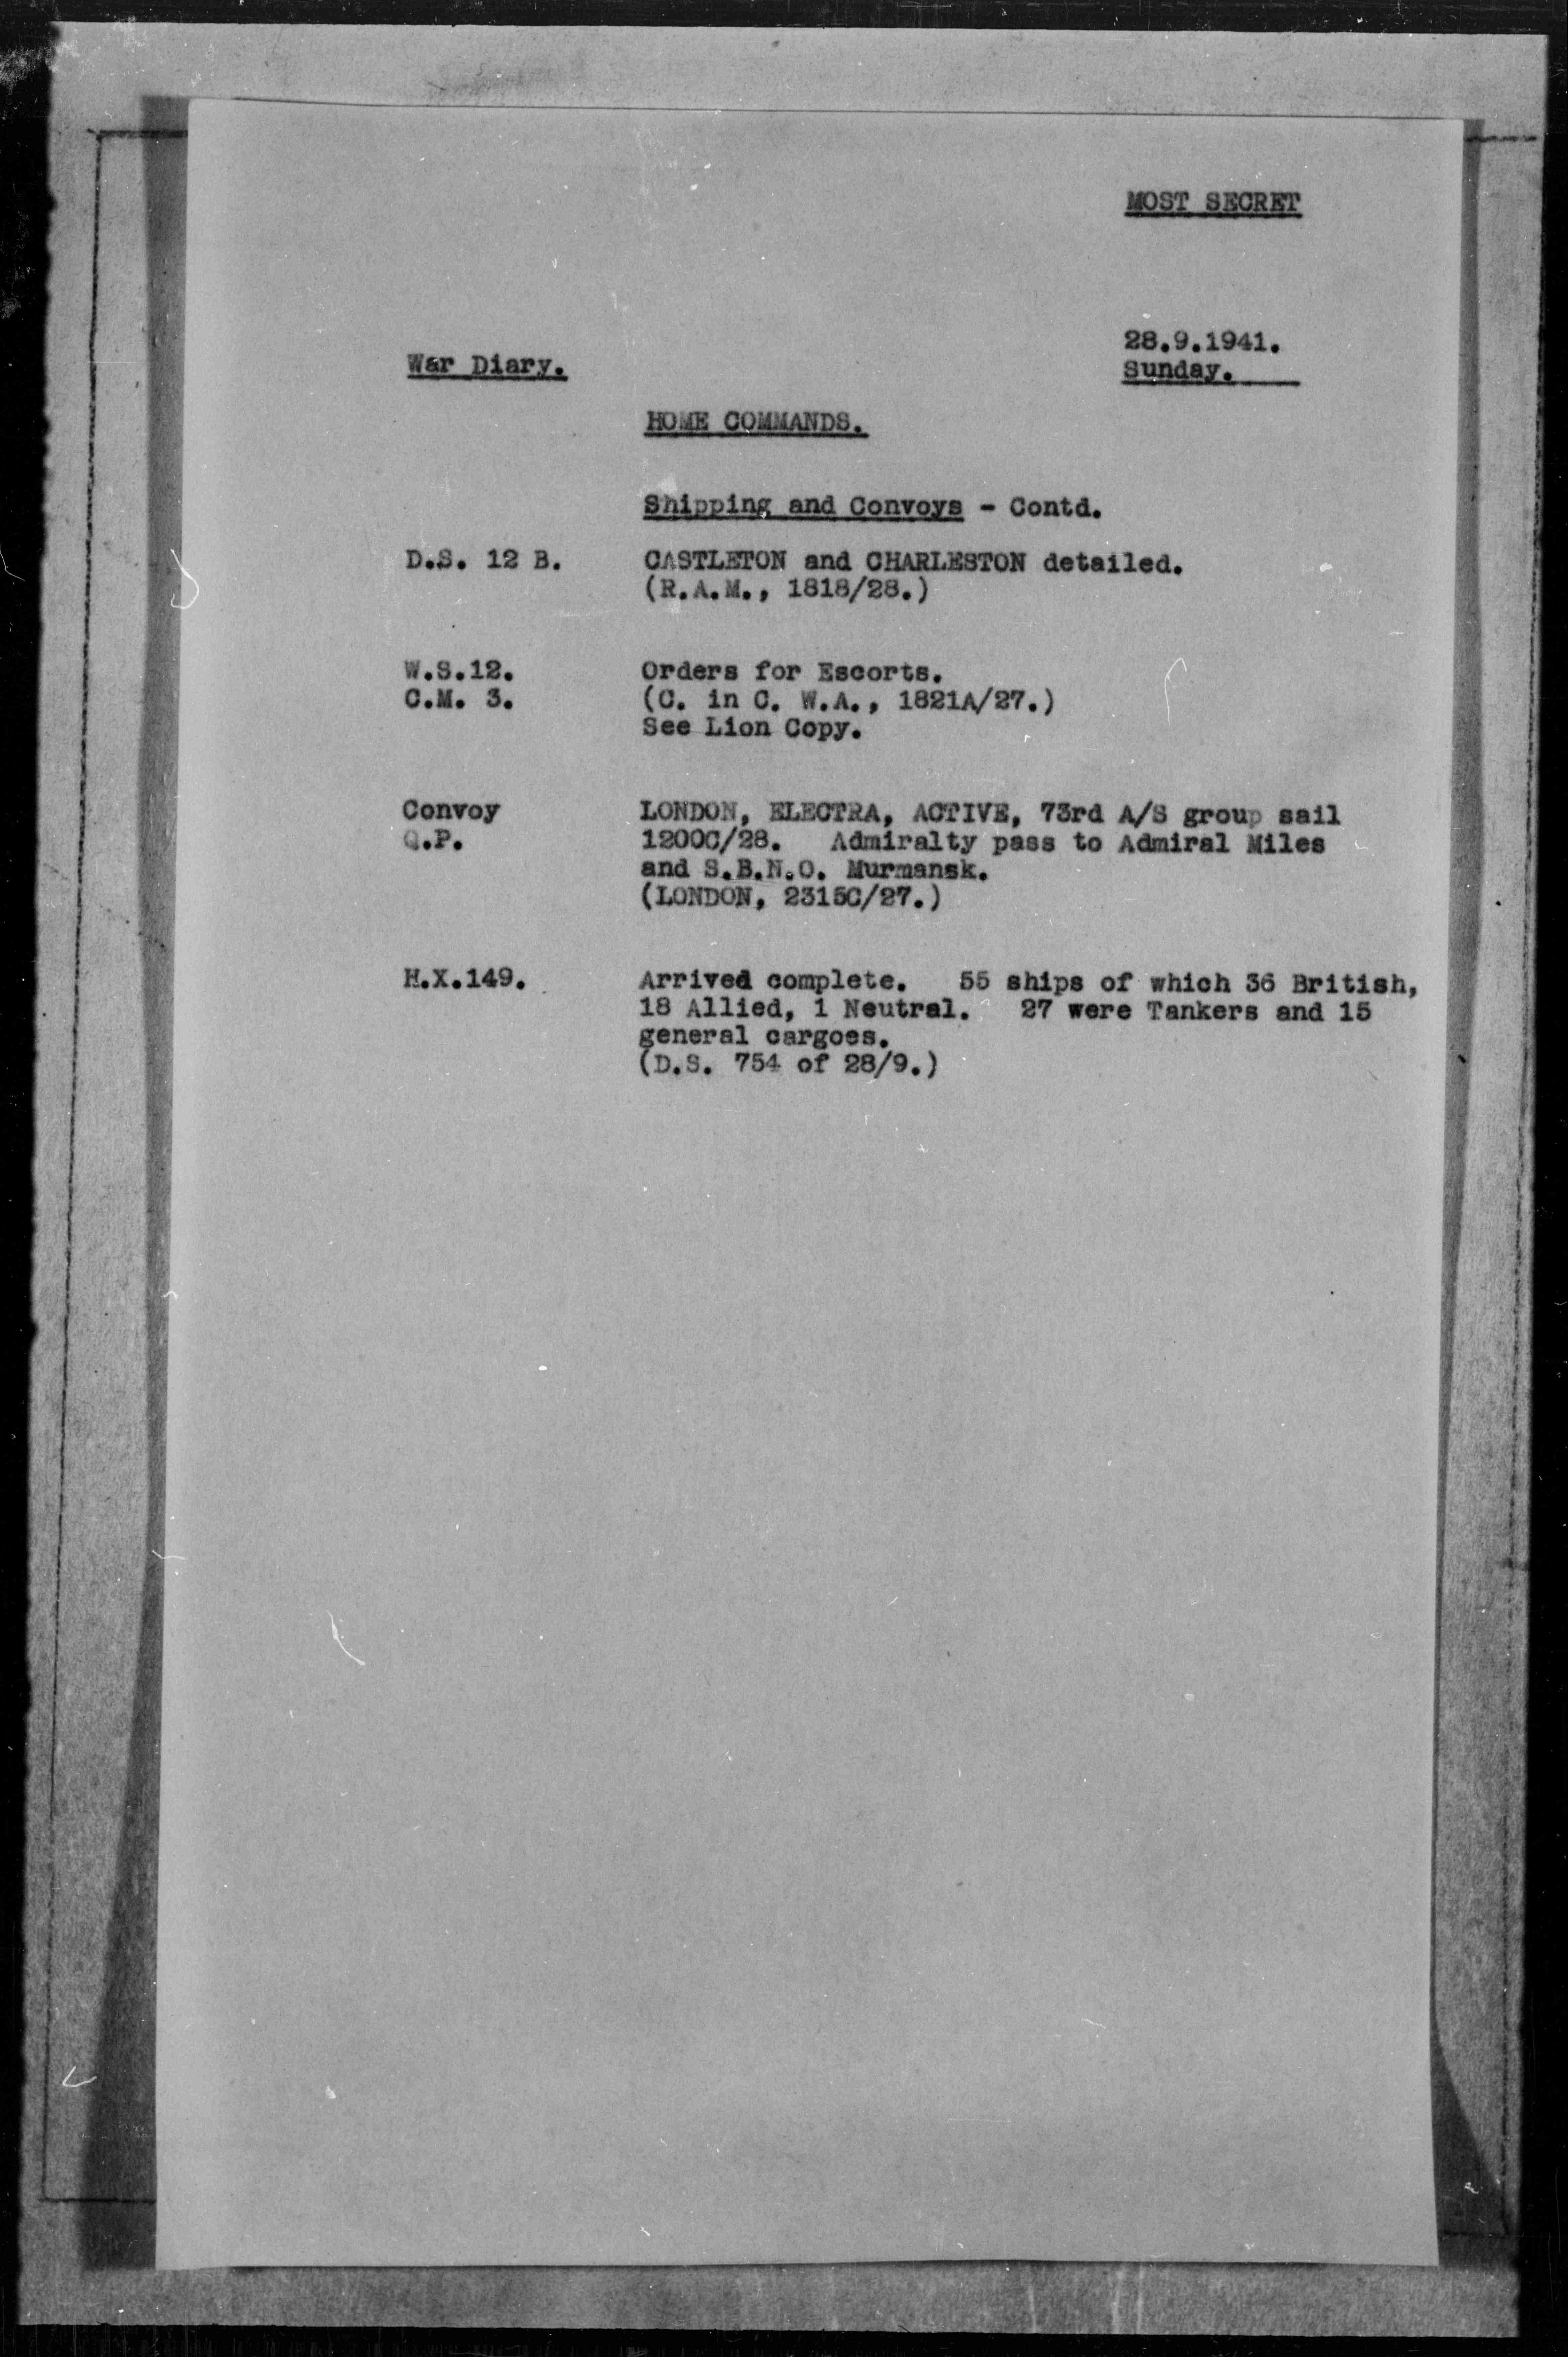 MOST SECRET
28.9.1941.
War Diary.
Sunday.
HOME COMMANDS.
Shipping and Convoys - Contd.
D.S. 12 B. CASTLETON and CHARLESTON detailed.
(R.A.M., 1818/28.)
W.S.12. Orders for Escorts.
C.M. 3. (C. in C. W.A., 1821A/27.)
See Lion Copy.
Convoy LONDON, ELECTRA, ACTIVE, 73rd A/S group sail
Q.P. 1200C/28. Admiralty pass to Admiral Miles
and S.B.N.O. Murmansk.
(LONDON, 2315C/27.)
H.X.149. Arrived complete. 55 ships of which 36 British,
18 Allied, 1 Neutral. 27 were Tankers and 15
general cargoes.
(D.S. 754 of 28/9.)